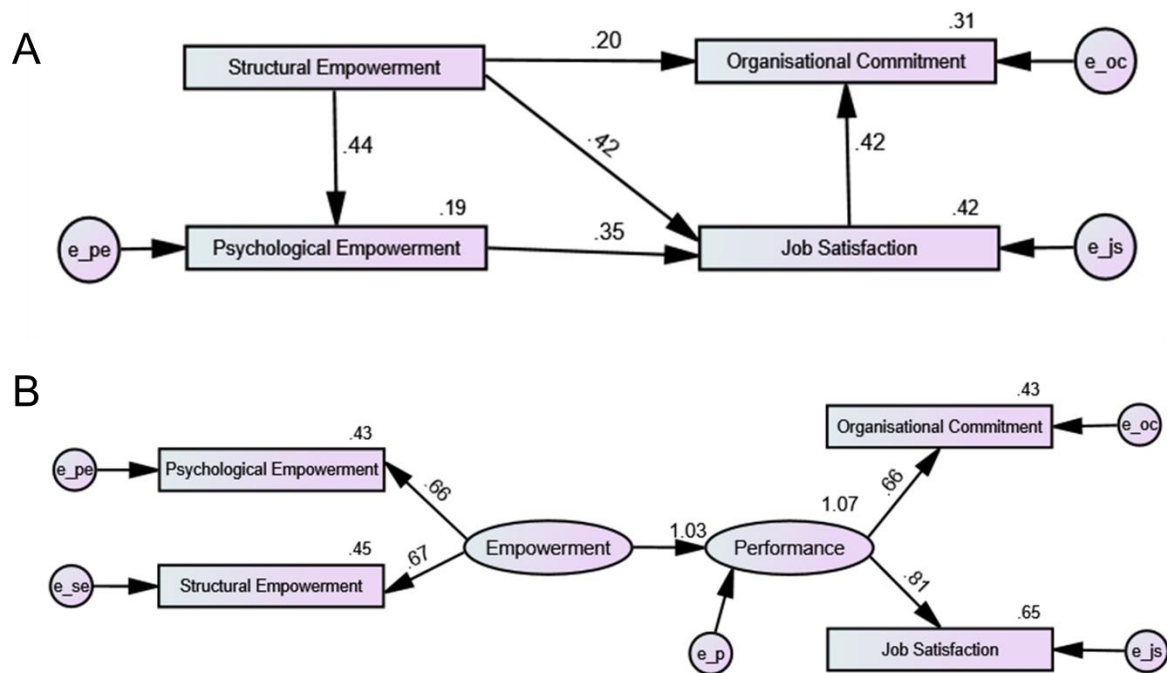 A
.20
.31
Structural Empowerment
Organisational Commitment
e_oc
.44
.42
.42
.19
.42
e_pe
Psychological Empowerment
.35
Job Satisfaction
e_js
B
.43
.43
Organisational Commitment
e_oc
e_pe
Psychological Empowerment
.66
.66
1.07
1.03
Empowerment
Performance
.45
.67
e_se
Structural Empowerment
.81
.65
e_p
Job Satisfaction
e_js